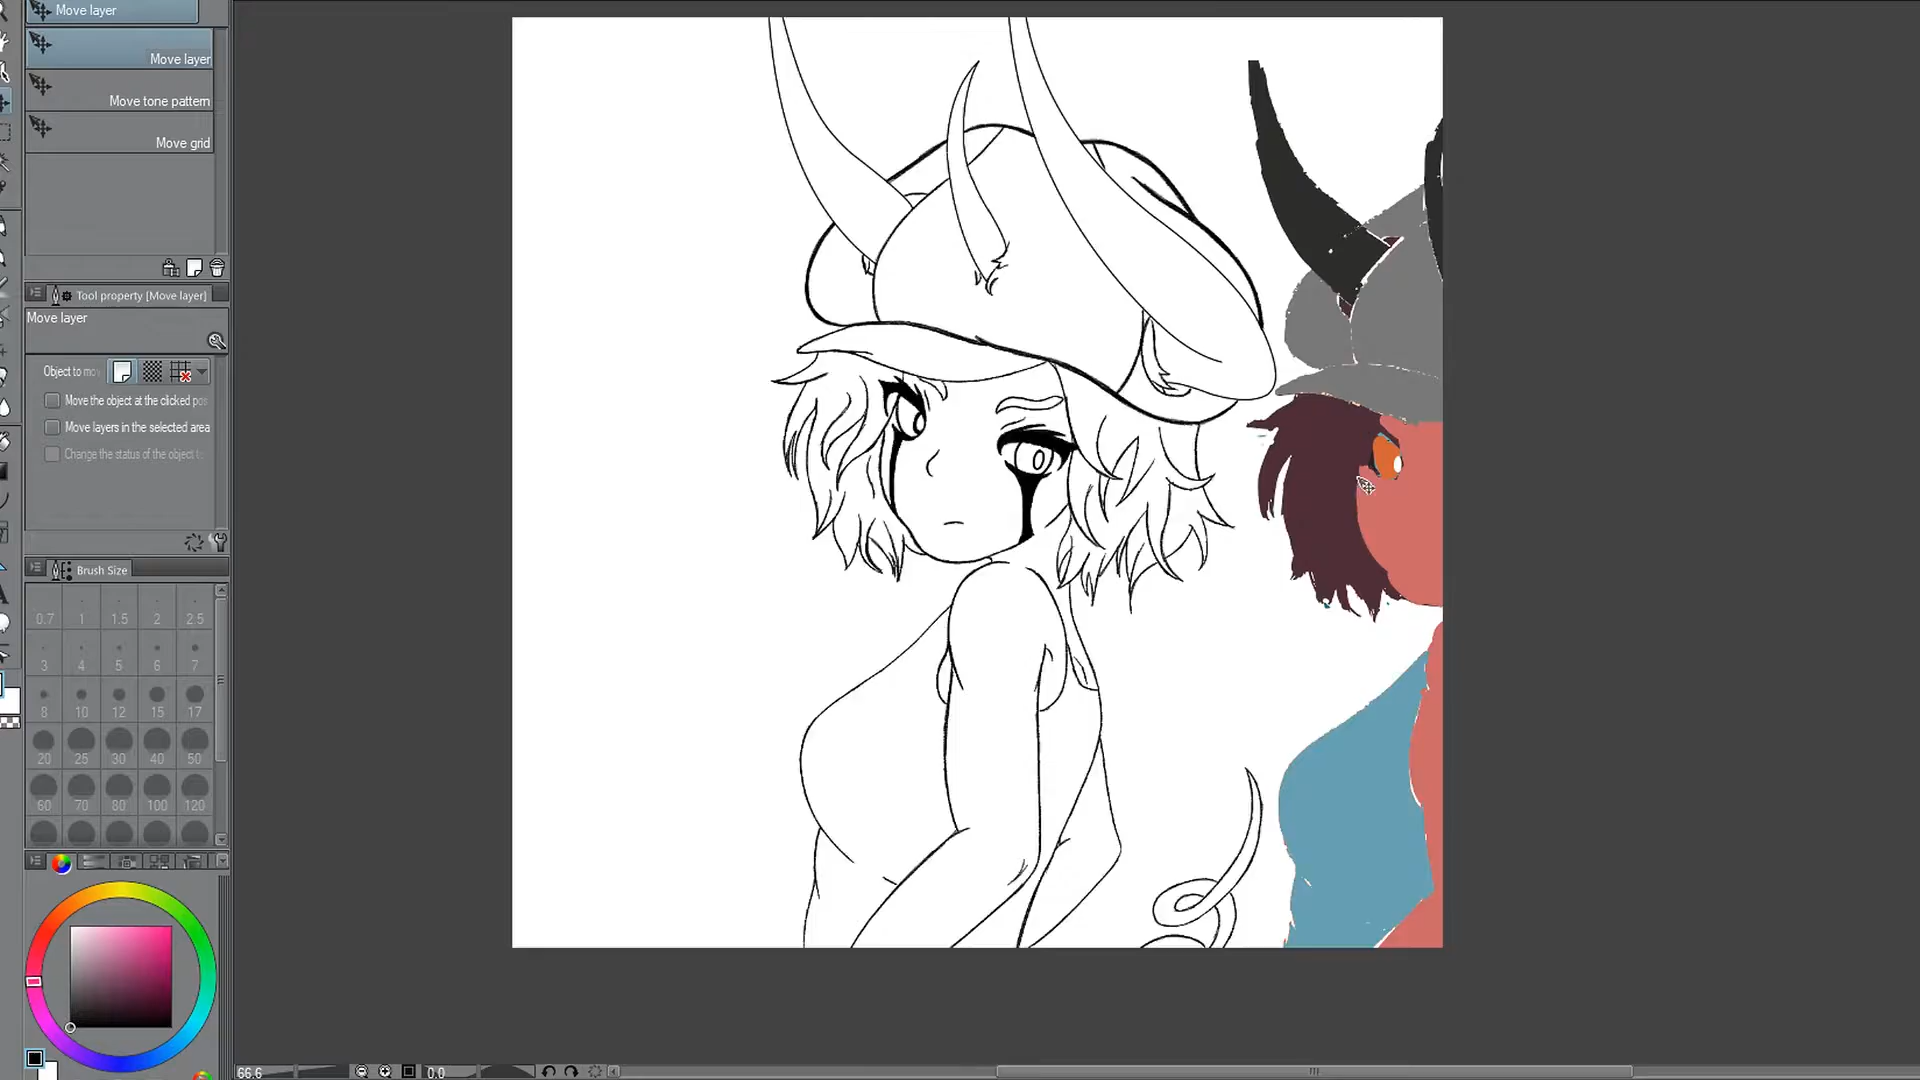 Move layer
Move layer
Move tone pattern
Move grid
Tool property [Move layer]
Move layer
Object to mo
Move the object at the clicked pos
Move layers in the selected area
Change the status of the object to
Brush Size
0.7 1 1.5 2 2.5
3 4 5 6 7
8 10 12 15 17
20 25 30 40 50
60 70 80 100 120
66.6 0.0